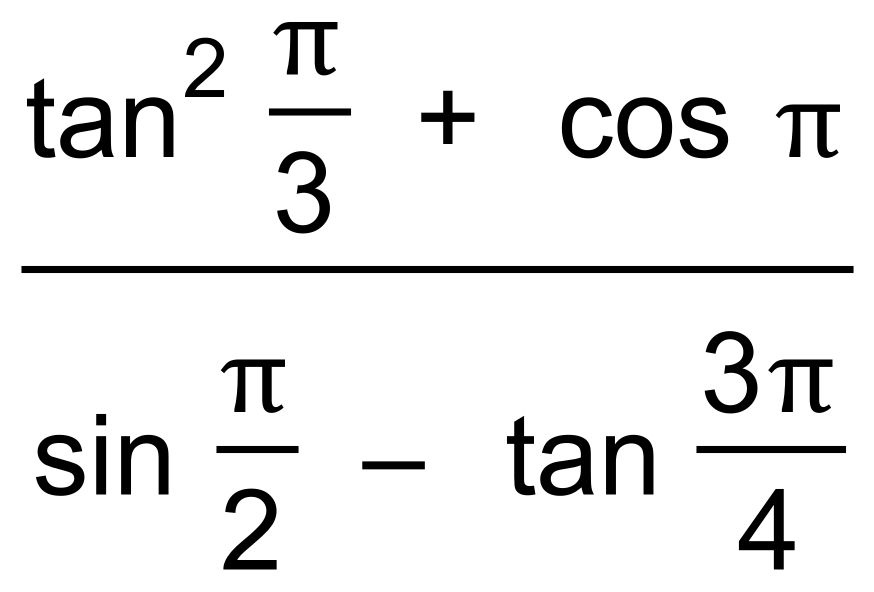 tan² π/3 + cos π
sin π/2 – tan 3π/4